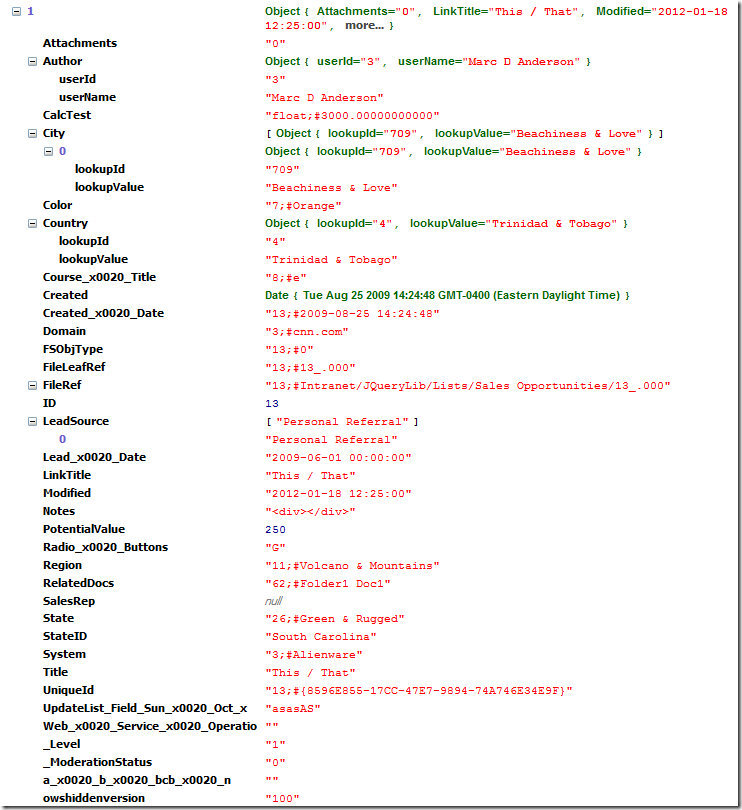 1 Object { Attachments="0", LinkTitle="This / That", Modified="2012-01-18
12:25:00", more... }
Attachments "0"
Author Object { userId="3", userName="Marc D Anderson" }
userId "3"
userName "Marc D Anderson"
CalcTest "float;#3000.00000000000"
City [ Object { lookupId="709", lookupValue="Beachiness & Love" } ]
0 Object { lookupId="709", lookupValue="Beachiness & Love" }
lookupId "709"
lookupValue "Beachiness & Love"
Color "7;#Orange"
Country Object { lookupId="4", lookupValue="Trinidad & Tobago" }
lookupId "4"
lookupValue "Trinidad & Tobago"
Course_x0020_Title "8;#e"
Created Date { Tue Aug 25 2009 14:24:48 GMT-0400 (Eastern Daylight Time) }
Created_x0020_Date "13;#2009-08-25 14:24:48"
Domain "3;#cnn.com"
FSObjType "13;#0"
FileLeafRef "13;#13_.000"
FileRef "13;#Intranet/JQueryLib/Lists/Sales Opportunities/13_.000"
ID 13
LeadSource [ "Personal Referral" ]
0 "Personal Referral"
Lead_x0020_Date "2009-06-01 00:00:00"
LinkTitle "This / That"
Modified "2012-01-18 12:25:00"
Notes "<div></div>"
PotentialValue 250
Radio_x0020_Buttons "G"
Region "11;#Volcano & Mountains"
RelatedDocs "62;#Folder1 Doc1"
SalesRep null
State "26;#Green & Rugged"
StateID "South Carolina"
System "3;#Alienware"
Title "This / That"
UniqueId "13;#{8596E855-17CC-47E7-9894-74A746E34E9F}"
UpdateList_Field_Sun_x0020_Oct_x "asasAS"
Web_x0020_Service_x0020_Operatio ""
_Level "1"
_ModerationStatus "0"
a_x0020_b_x0020_bcb_x0020_n ""
owshiddenversion "100"